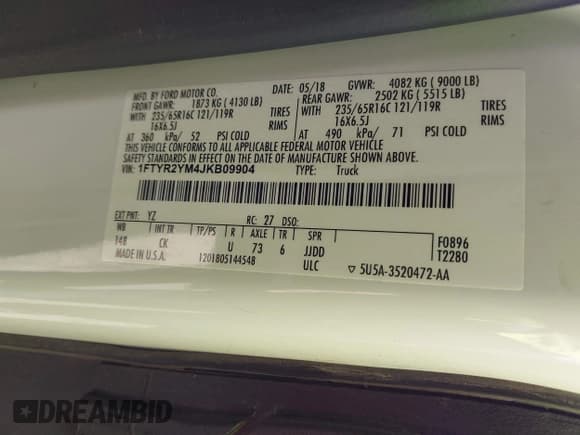 MFD. BY FORD MOTOR CO. DATE: 05/18 GVWR: 4082 KG ( 9000 LB)
FRONT GAWR: 1873 KG ( 4130 LB) REAR GAWR: 2502 KG ( 5515 LB)
WITH 235/65R16C 121/119R TIRES WITH 235/65R16C 121/119R TIRES
16X6.5J RIMS 16X6.5J RIMS
AT 360 kPa/ 52 PSI COLD AT 490 kPa/ 71 PSI COLD
THIS VEHICLE CONFORMS TO ALL APPLICABLE FEDERAL MOTOR VEHICLE
SAFETY AND THEFT PREVENTION STANDARDS IN EFFECT ON THE DATE OF MANUFACTURE SHOWN ABOVE.
VIN: 1FTYR2YM4JKB09904 TYPE: Truck
EXT PNT: YZ RC: 27 DSO:
WB INT TR TP/PS R AXLE TR SPR F0896
148 CK U 73 6 JJDD T2280
MADE IN U.S.A. 1201805144548 ULC ▽ 5U5A-3520472-AA
DREAMBID